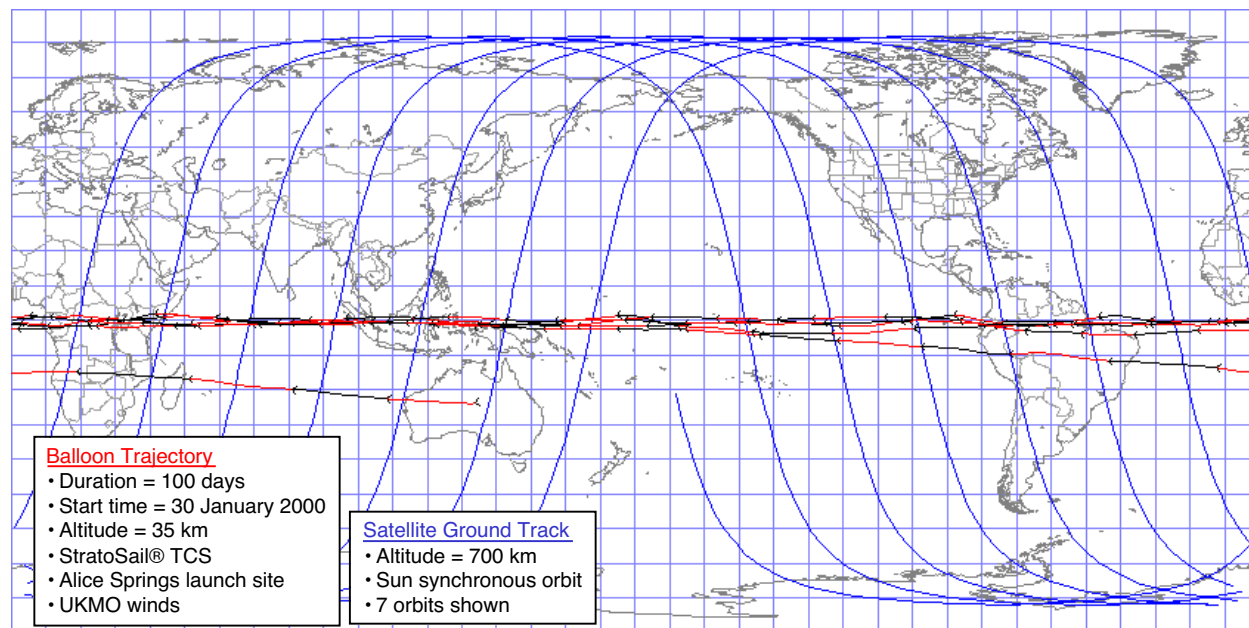 Balloon Trajectory
• Duration = 100 days
• Start time = 30 January 2000
• Altitude = 35 km
• StratoSail® TCS
• Alice Springs launch site
• UKMO winds
Satellite Ground Track
• Altitude = 700 km
• Sun synchronous orbit
• 7 orbits shown